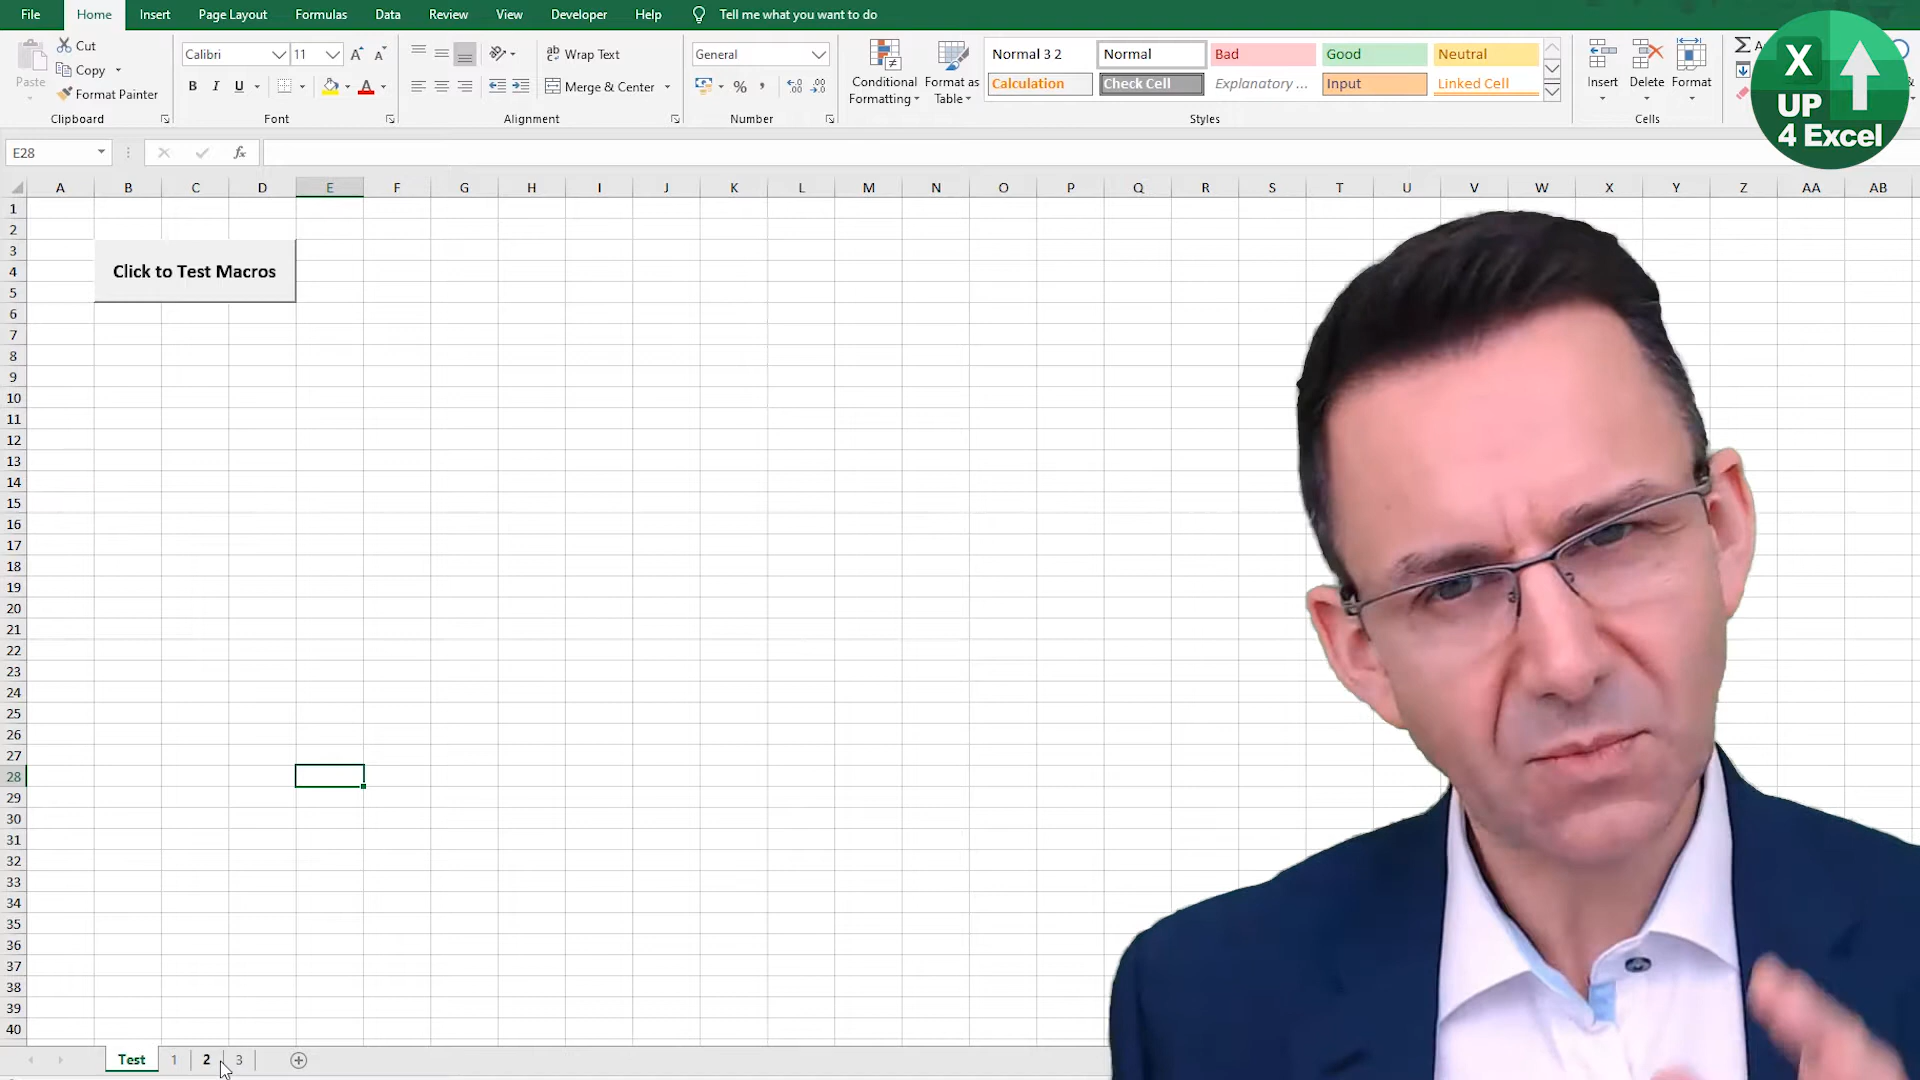 File Home Insert Page Layout Formulas Data Review View Developer Help Tell me what you want to do
Paste
Cut
Copy
Format Painter
Clipboard
Calibri 11
B I U A
Font
ab Wrap Text
Merge & Center
Alignment
General
% ,
Number
Conditional Formatting
Format as Table
Normal 3 2 Normal Bad Good Neutral
Calculation Check Cell Explanatory ... Input Linked Cell
Styles
Insert Delete Format
Cells
X
UP
4 Excel
E28 fx
A B C D E F G H I J K L M N O P Q R S T U V W X Y Z AA AB
1
2
3
4
5
6
7
8
9
10
11
12
13
14
15
16
17
18
19
20
21
22
23
24
25
26
27
28
29
30
31
32
33
34
35
36
37
38
39
40
Click to Test Macros
Test 1 2 3